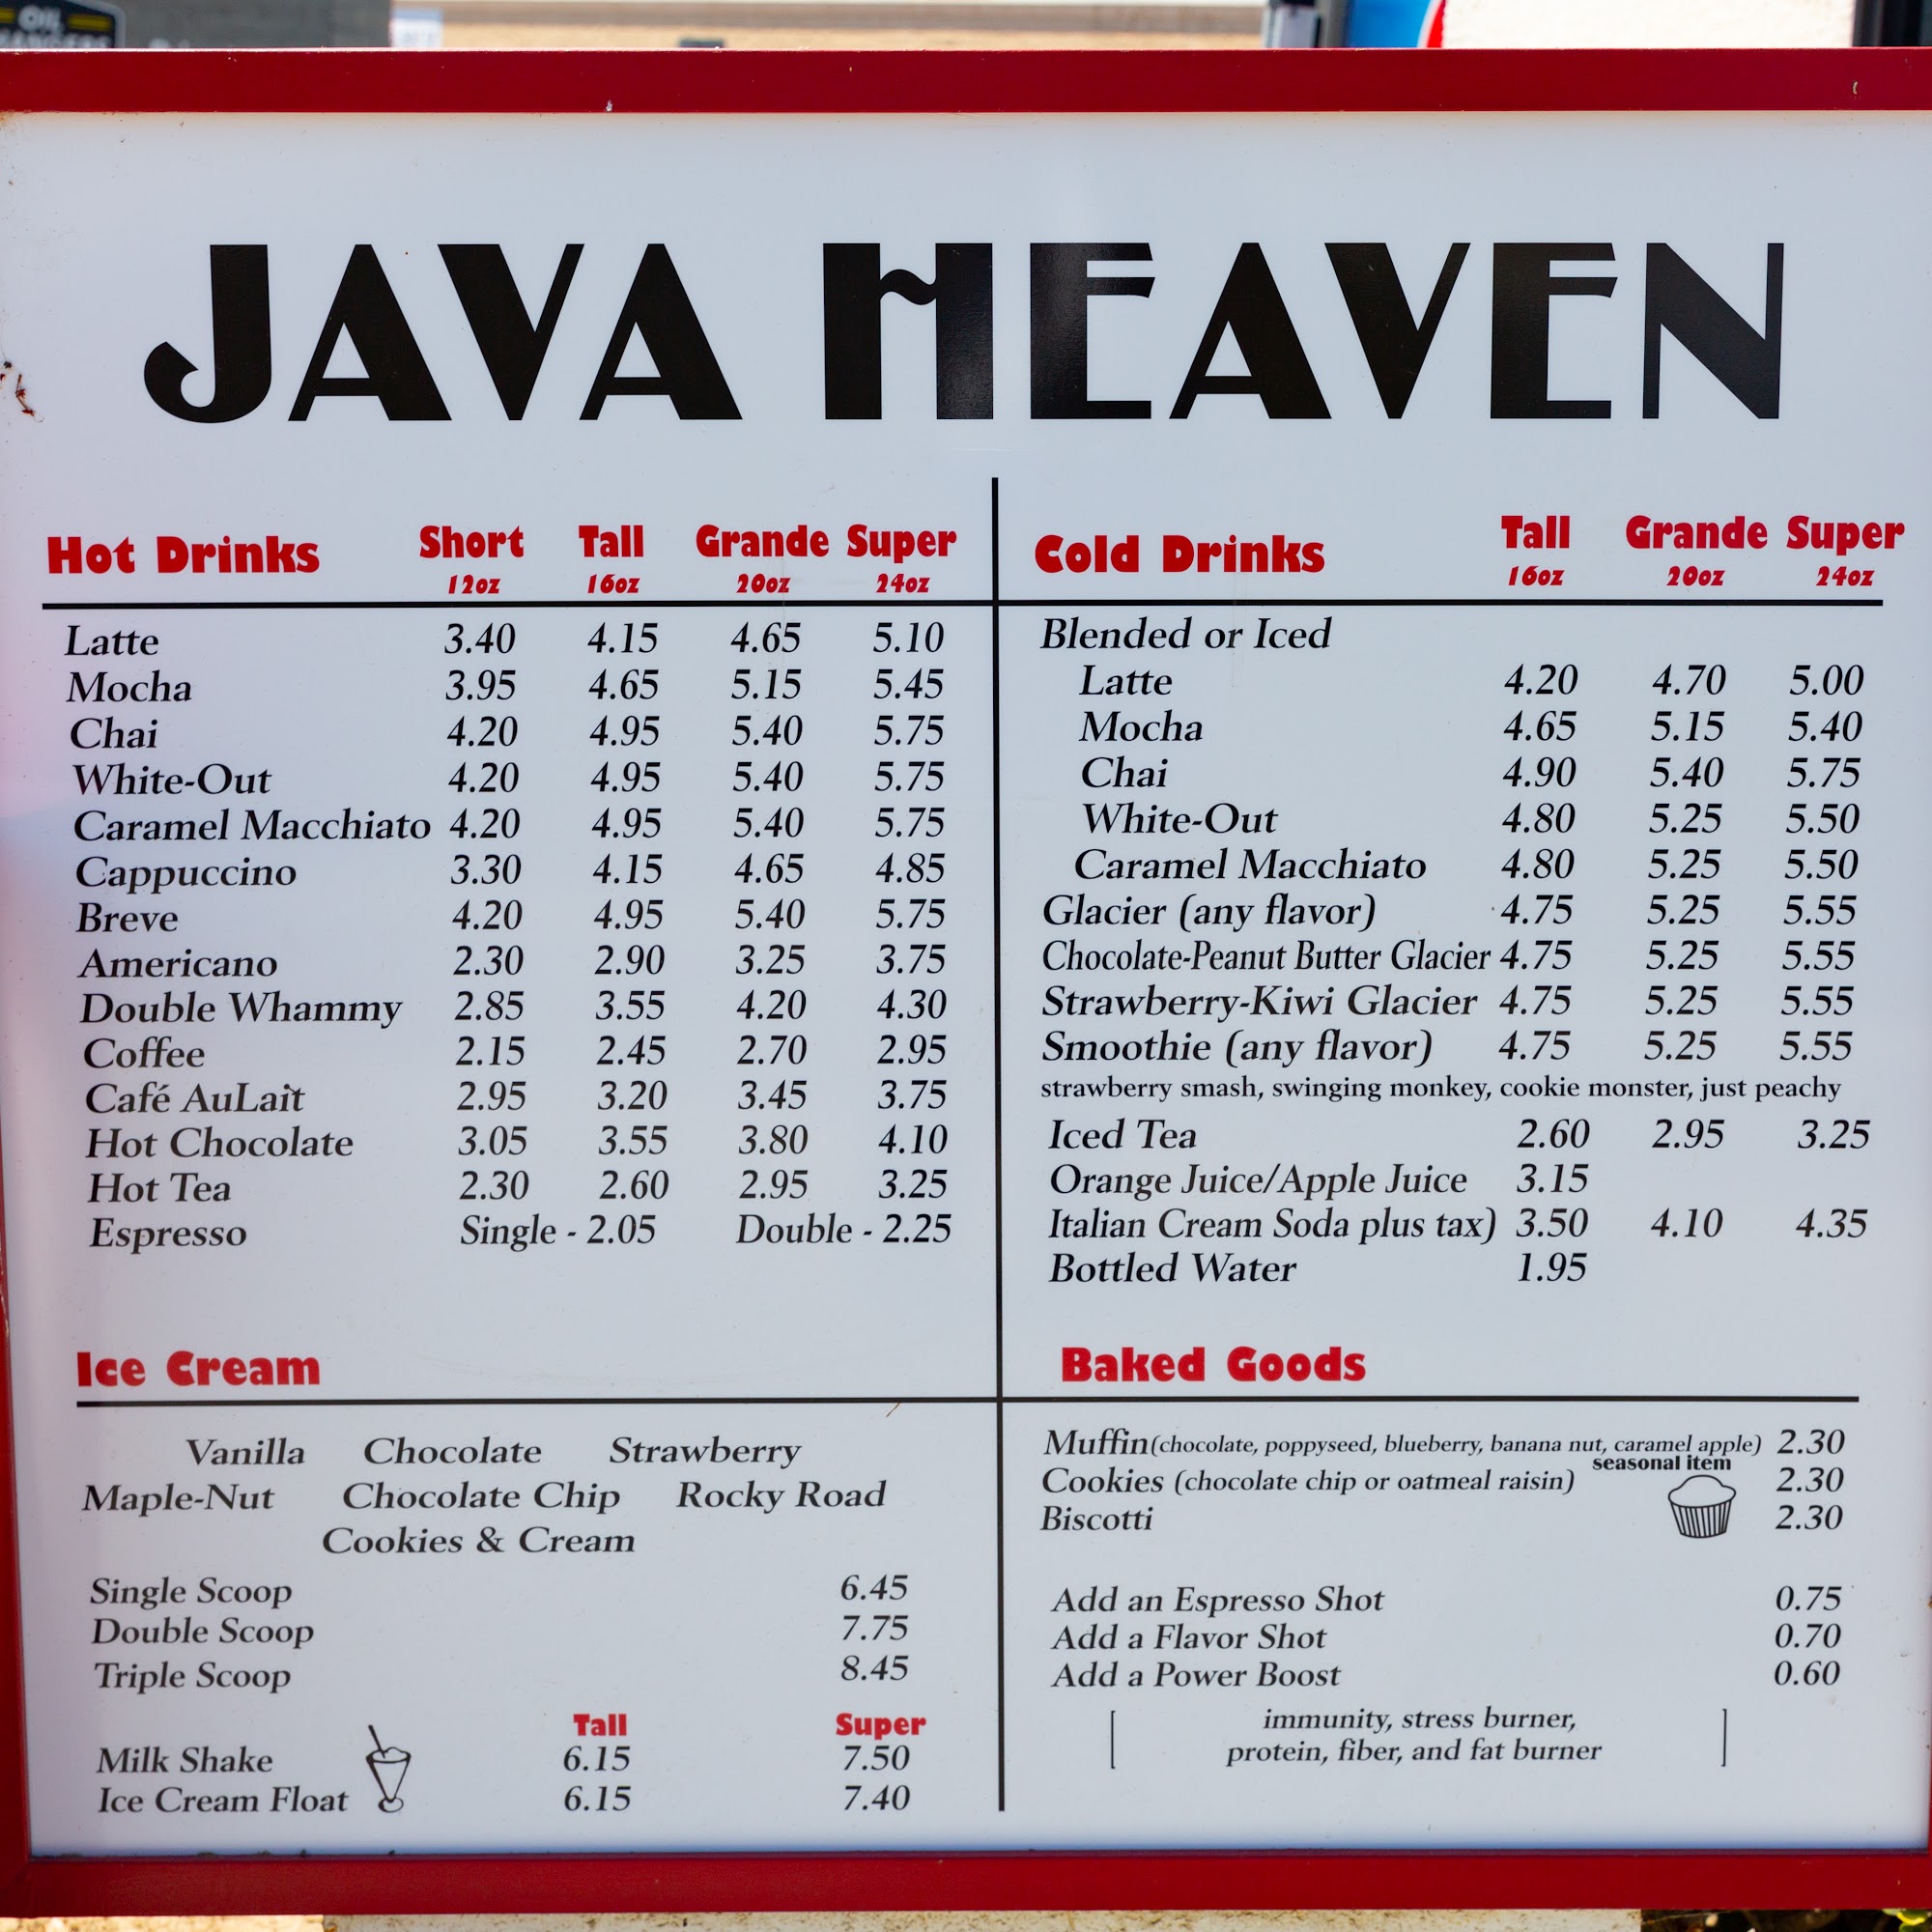 OIL
JAVA HEAVEN
Hot Drinks Short Tall Grande Super
12oz 16oz 20oz 24oz
Latte 3.40 4.15 4.65 5.10
Mocha 3.95 4.65 5.15 5.45
Chai 4.20 4.95 5.40 5.75
White-Out 4.20 4.95 5.40 5.75
Caramel Macchiato 4.20 4.95 5.40 5.75
Cappuccino 3.30 4.15 4.65 4.85
Breve 4.20 4.95 5.40 5.75
Americano 2.30 2.90 3.25 3.75
Double Whammy 2.85 3.55 4.20 4.30
Coffee 2.15 2.45 2.70 2.95
Café AuLait 2.95 3.20 3.45 3.75
Hot Chocolate 3.05 3.55 3.80 4.10
Hot Tea 2.30 2.60 2.95 3.25
Espresso Single - 2.05 Double - 2.25
Cold Drinks Tall Grande Super
16oz 20oz 24oz
Blended or Iced
Latte 4.20 4.70 5.00
Mocha 4.65 5.15 5.40
Chai 4.90 5.40 5.75
White-Out 4.80 5.25 5.50
Caramel Macchiato 4.80 5.25 5.50
Glacier (any flavor) 4.75 5.25 5.55
Chocolate-Peanut Butter Glacier 4.75 5.25 5.55
Strawberry-Kiwi Glacier 4.75 5.25 5.55
Smoothie (any flavor) 4.75 5.25 5.55
strawberry smash, swinging monkey, cookie monster, just peachy
Iced Tea 2.60 2.95 3.25
Orange Juice/Apple Juice 3.15
Italian Cream Soda plus tax) 3.50 4.10 4.35
Bottled Water 1.95
Ice Cream
Vanilla Chocolate Strawberry
Maple-Nut Chocolate Chip Rocky Road
Cookies & Cream
Single Scoop 6.45
Double Scoop 7.75
Triple Scoop 8.45
Tall Super
Milk Shake 6.15 7.50
Ice Cream Float 6.15 7.40
Baked Goods
Muffin(chocolate, poppyseed, blueberry, banana nut, caramel apple) 2.30
seasonal item
Cookies (chocolate chip or oatmeal raisin) 2.30
Biscotti 2.30
Add an Espresso Shot 0.75
Add a Flavor Shot 0.70
Add a Power Boost 0.60
[ immunity, stress burner, ]
protein, fiber, and fat burner